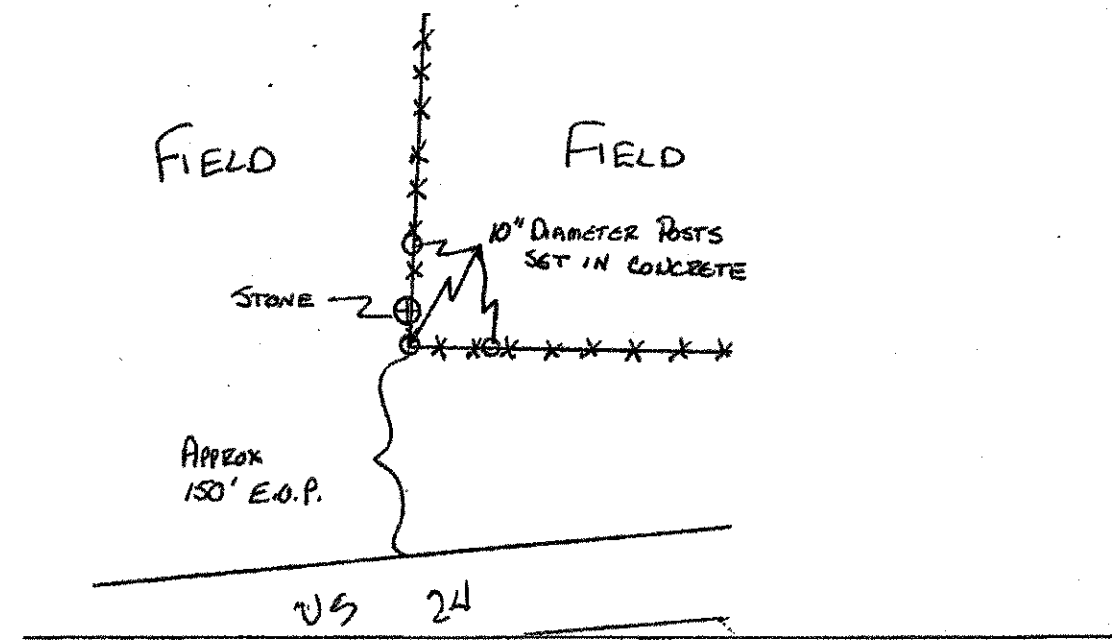 FIELD
FIELD
10" DIAMETER POSTS
SET IN CONCRETE
STONE
APPROX
150' E.O.P.
US 24